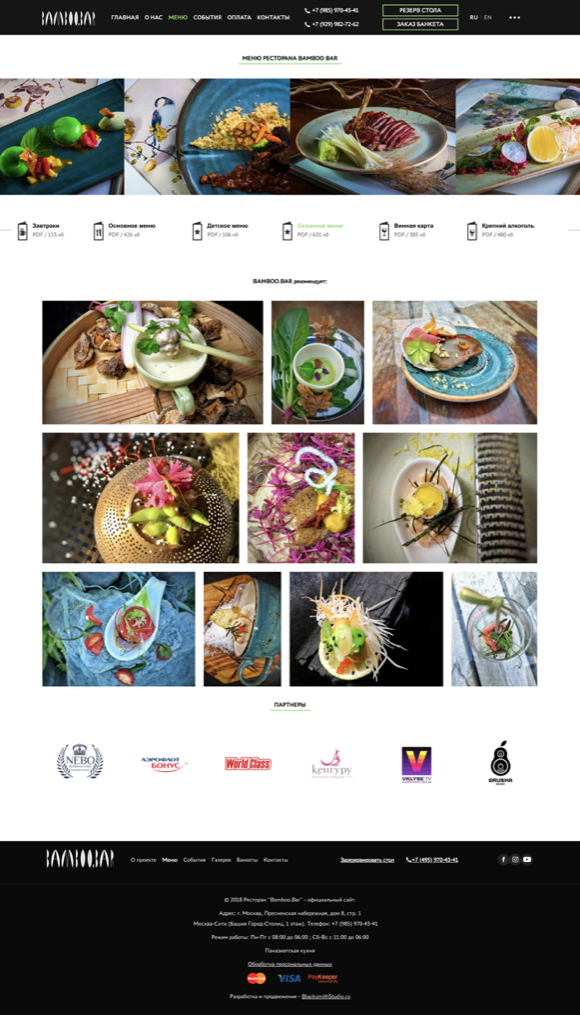 BAMBOO.BAR
ГЛАВНАЯ О НАС МЕНЮ СОБЫТИЯ ОПЛАТА КОНТАКТЫ
+7 (985) 970-43-41
+7 (929) 982-72-62
РЕЗЕРВ СТОЛА
ЗАКАЗ БАНКЕТА
RU EN
МЕНЮ РЕСТОРАНА BAMBOO BAR
Завтраки
PDF / 133 кб
Основное меню
PDF / 426 кб
Детское меню
PDF / 106 кб
Сезонное меню
PDF / 631 кб
Винная карта
PDF / 385 кб
Крепкий алкоголь
PDF / 480 кб
BAMBOO.BAR рекомендует:
ПАРТНЕРЫ
NEBO
АЭРОФЛОТ
БОНУС
World Class
кенгуру
VKLYBE.TV
GRUSHA
BAMBOO.BAR
О проекте Меню События Галерея Банкеты Контакты
Зарезервировать стол
+7 (495) 970-43-41
© 2018 Ресторан "Bamboo.Bar" - официальный сайт.
Адрес: г. Москва, Пресненская набережная, дом 8, стр. 1
Москва-Сити (Башня Город Столиц, 1 этаж). Телефон: +7 (985) 970-43-41
Режим работы: Пн-Пт с 08:00 до 06:00 ; Сб-Вс с 11:00 до 06:00
Паназиатская кухня
Обработка персональных данных
MasterCard VISA PayKeeper
Разработка и продвижение - BlacksmithStudio.ru